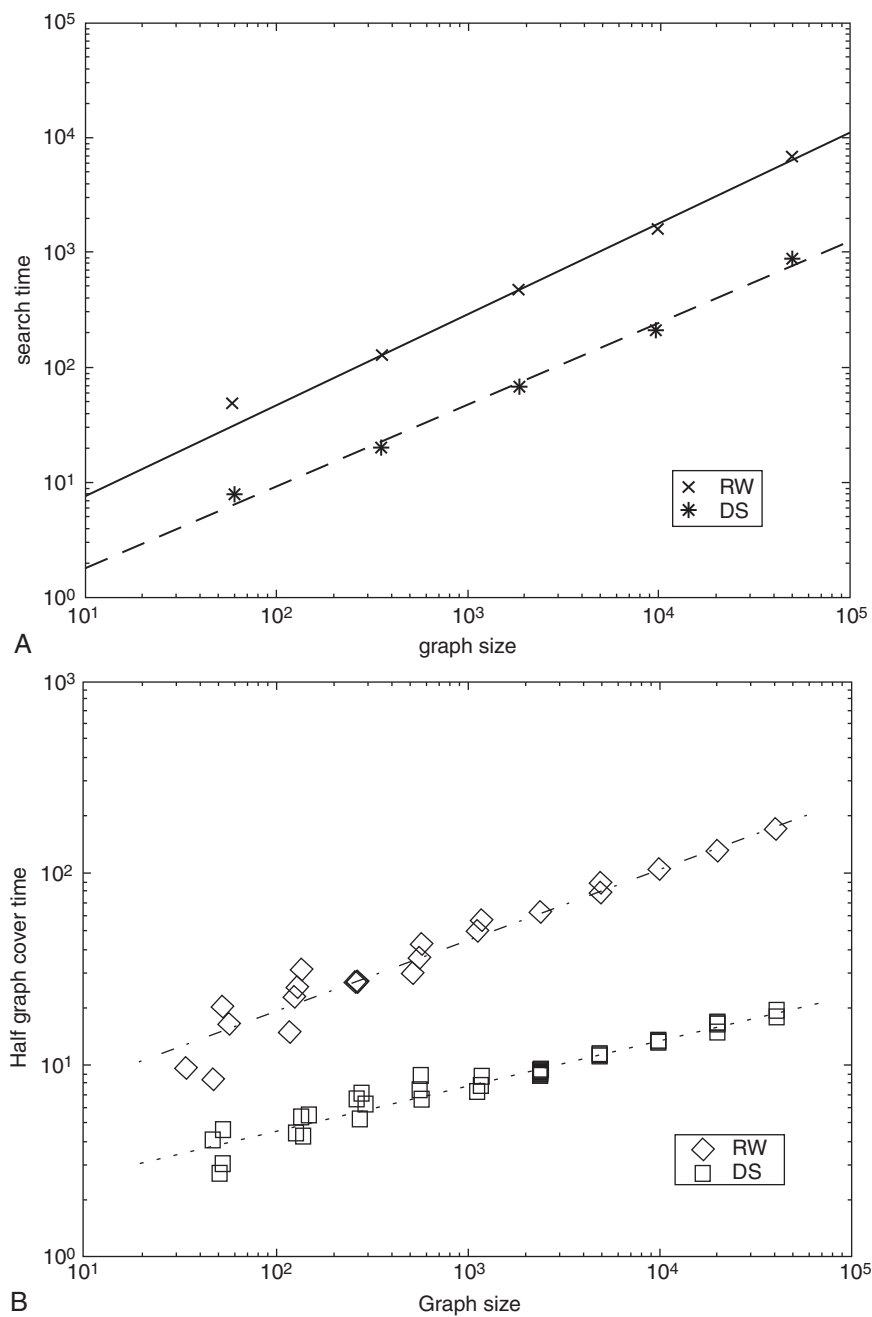 10⁵
10⁴
10³
10²
10¹
10⁰
search time
RW
DS
10¹ 10² 10³ 10⁴ 10⁵
graph size
A
10³
10²
10¹
10⁰
Half graph cover time
RW
DS
10¹ 10² 10³ 10⁴ 10⁵
Graph size
B